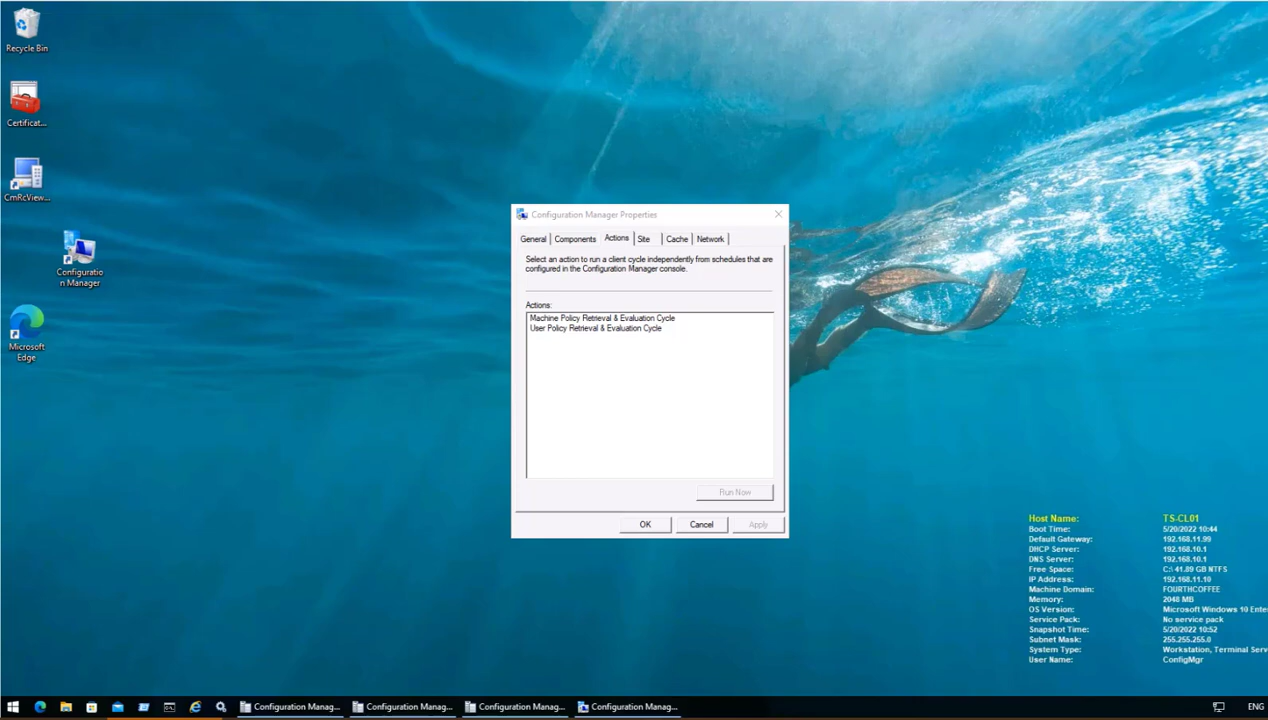 Recycle Bin
Certificat...
CmRcView...
Configuratio
n Manager
Microsoft
Edge
Configuration Manager Properties
General
Components
Actions
Site
Cache
Network
Select an action to run a client cycle independently from schedules that are
configured in the Configuration Manager console.
Actions:
Machine Policy Retrieval & Evaluation Cycle
User Policy Retrieval & Evaluation Cycle
Run Now
OK
Cancel
Apply
Host Name: TS-CL01
Boot Time: 5/20/2022 10:44
Default Gateway: 192.168.11.99
DHCP Server: 192.168.10.1
DNS Server: 192.168.10.1
Free Space: C:\ 41.89 GB NTFS
IP Address: 192.168.11.10
Machine Domain: FOURTHCOFFEE
Memory: 2048 MB
OS Version: Microsoft Windows 10 Ente
Service Pack: No service pack
Snapshot Time: 5/20/2022 10:52
Subnet Mask: 255.255.255.0
System Type: Workstation, Terminal Serv
User Name: ConfigMgr
Configuration Manag...
Configuration Manag...
Configuration Manag...
Configuration Manag...
ENG